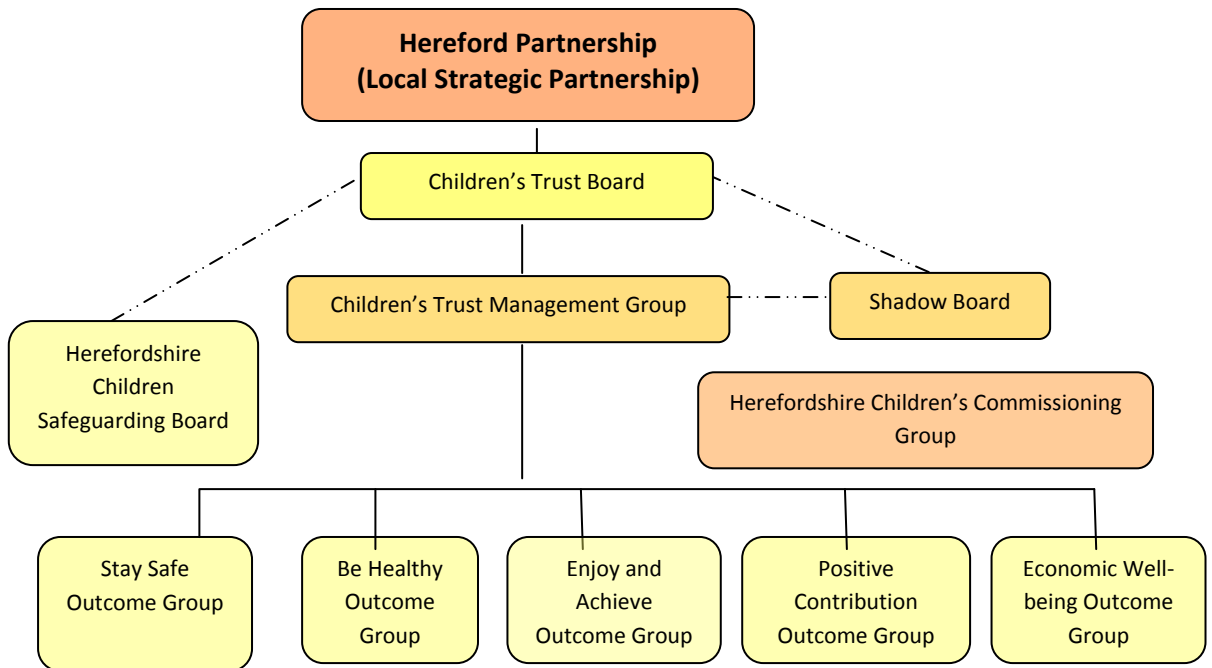 Hereford Partnership
(Local Strategic Partnership)
Children’s Trust Board
Children’s Trust Management Group
Shadow Board
Herefordshire
Children
Safeguarding Board
Herefordshire Children’s Commissioning
Group
Stay Safe
Outcome Group
Be Healthy
Outcome
Group
Enjoy and
Achieve
Outcome Group
Positive
Contribution
Outcome Group
Economic Well-
being Outcome
Group